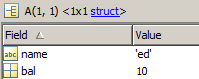 A(1, 1) <1x1 struct>
Field Value
abc name 'ed'
bal 10